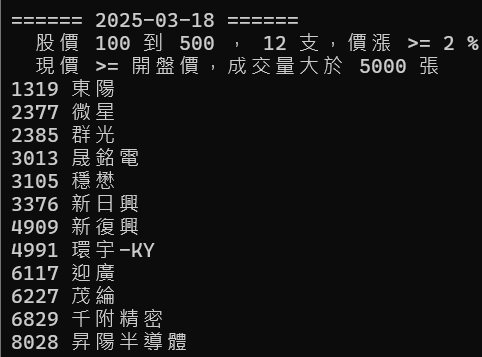 ====== 2025-03-18 ======
股價 100 到 500 ， 12 支，價漲 >= 2 %
現價 >= 開盤價，成交量大於 5000 張
1319 東陽
2377 微星
2385 群光
3013 晟銘電
3105 穩懋
3376 新日興
4909 新復興
4991 環宇-KY
6117 迎廣
6227 茂綸
6829 千附精密
8028 昇陽半導體